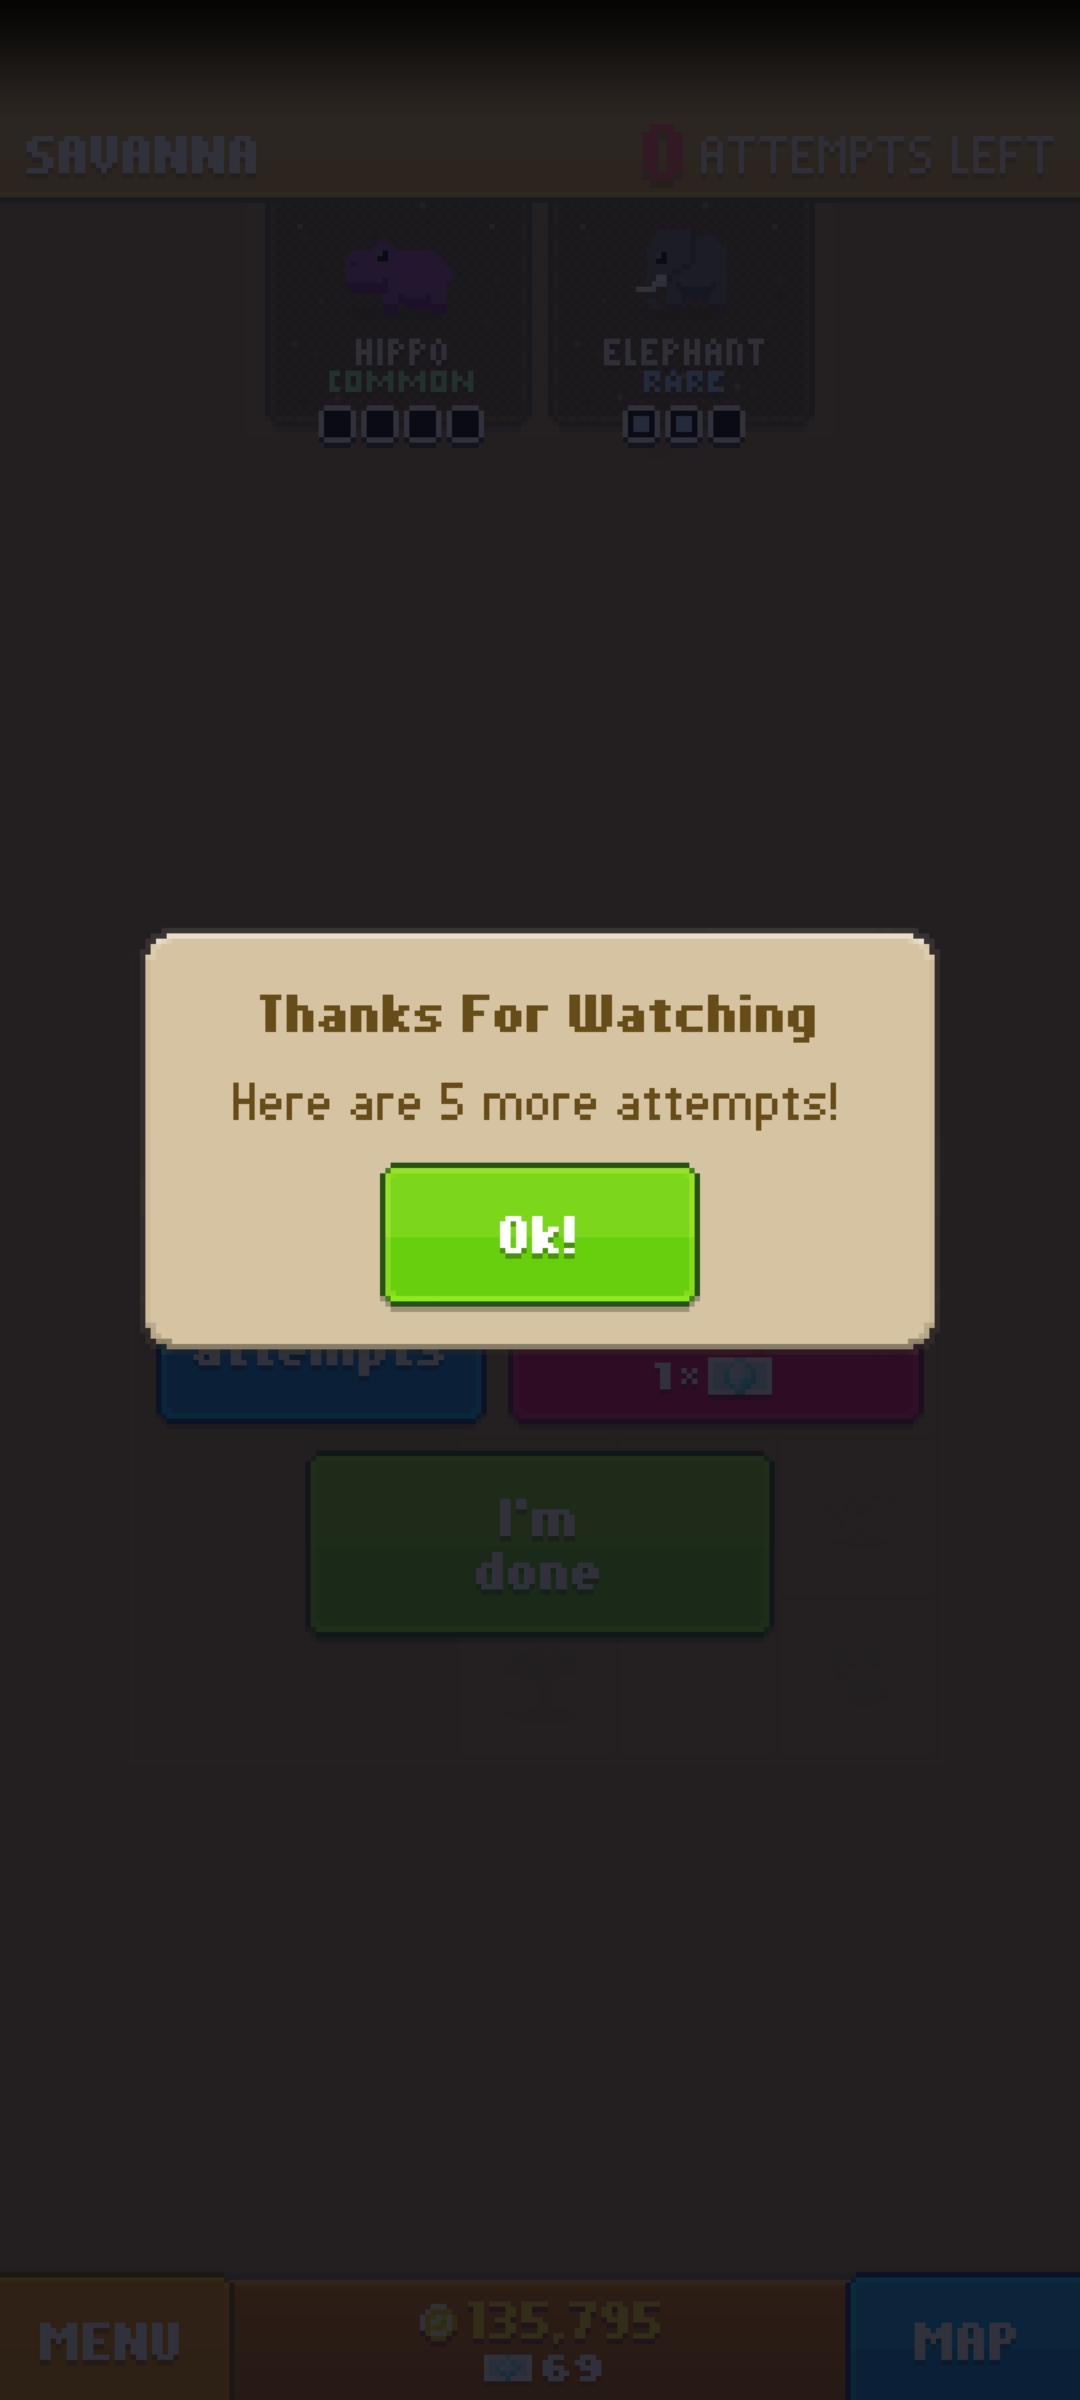 SAVANNA
0 ATTEMPTS LEFT
HIPPO
COMMON
ELEPHANT
RARE
Thanks For Watching
Here are 5 more attempts!
Ok!
attempts
1×
I'm
done
MENU
135,795
69
MAP